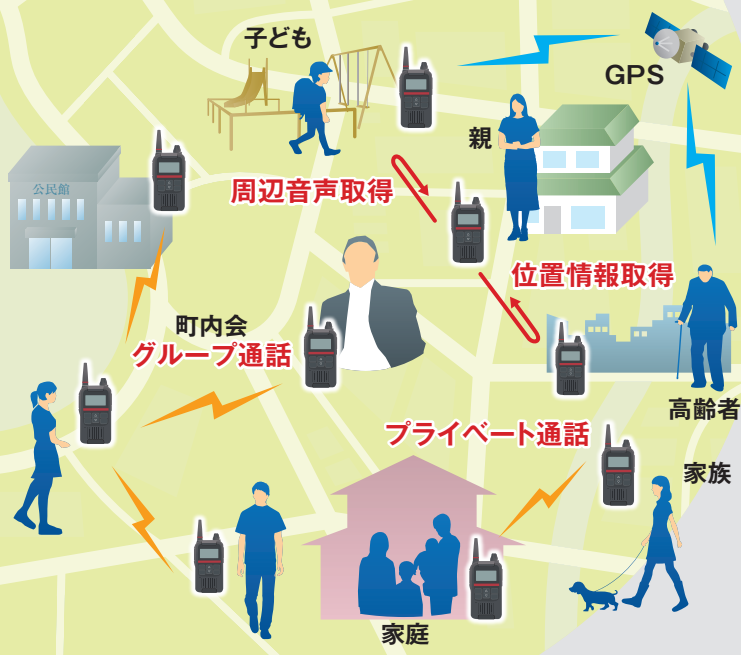 子ども
GPS
親
公民館
周辺音声取得
位置情報取得
町内会
グループ通話
高齢者
プライベート通話
家族
家庭